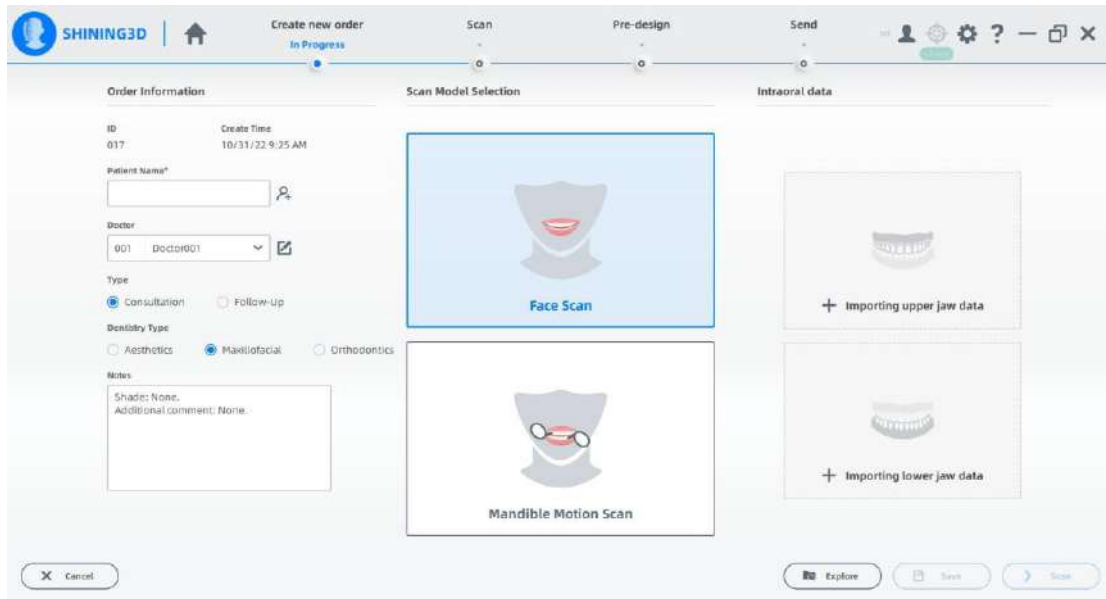 SHINING3D
Create new order
In Progress
Scan
Pre-design
Send
?
Order Information
Scan Model Selection
Intraoral data
ID
Create Time
017
10/31/22 9:25 AM
Patient Name*
Doctor
001 Doctor001
Type
Consultation
Follow-Up
Dentistry Type
Aesthetics
Maxillofacial
Orthodontics
Notes
Shade: None.
Additional comment: None.
Face Scan
Mandible Motion Scan
+ Importing upper jaw data
+ Importing lower jaw data
Cancel
Explore
Save
Scan